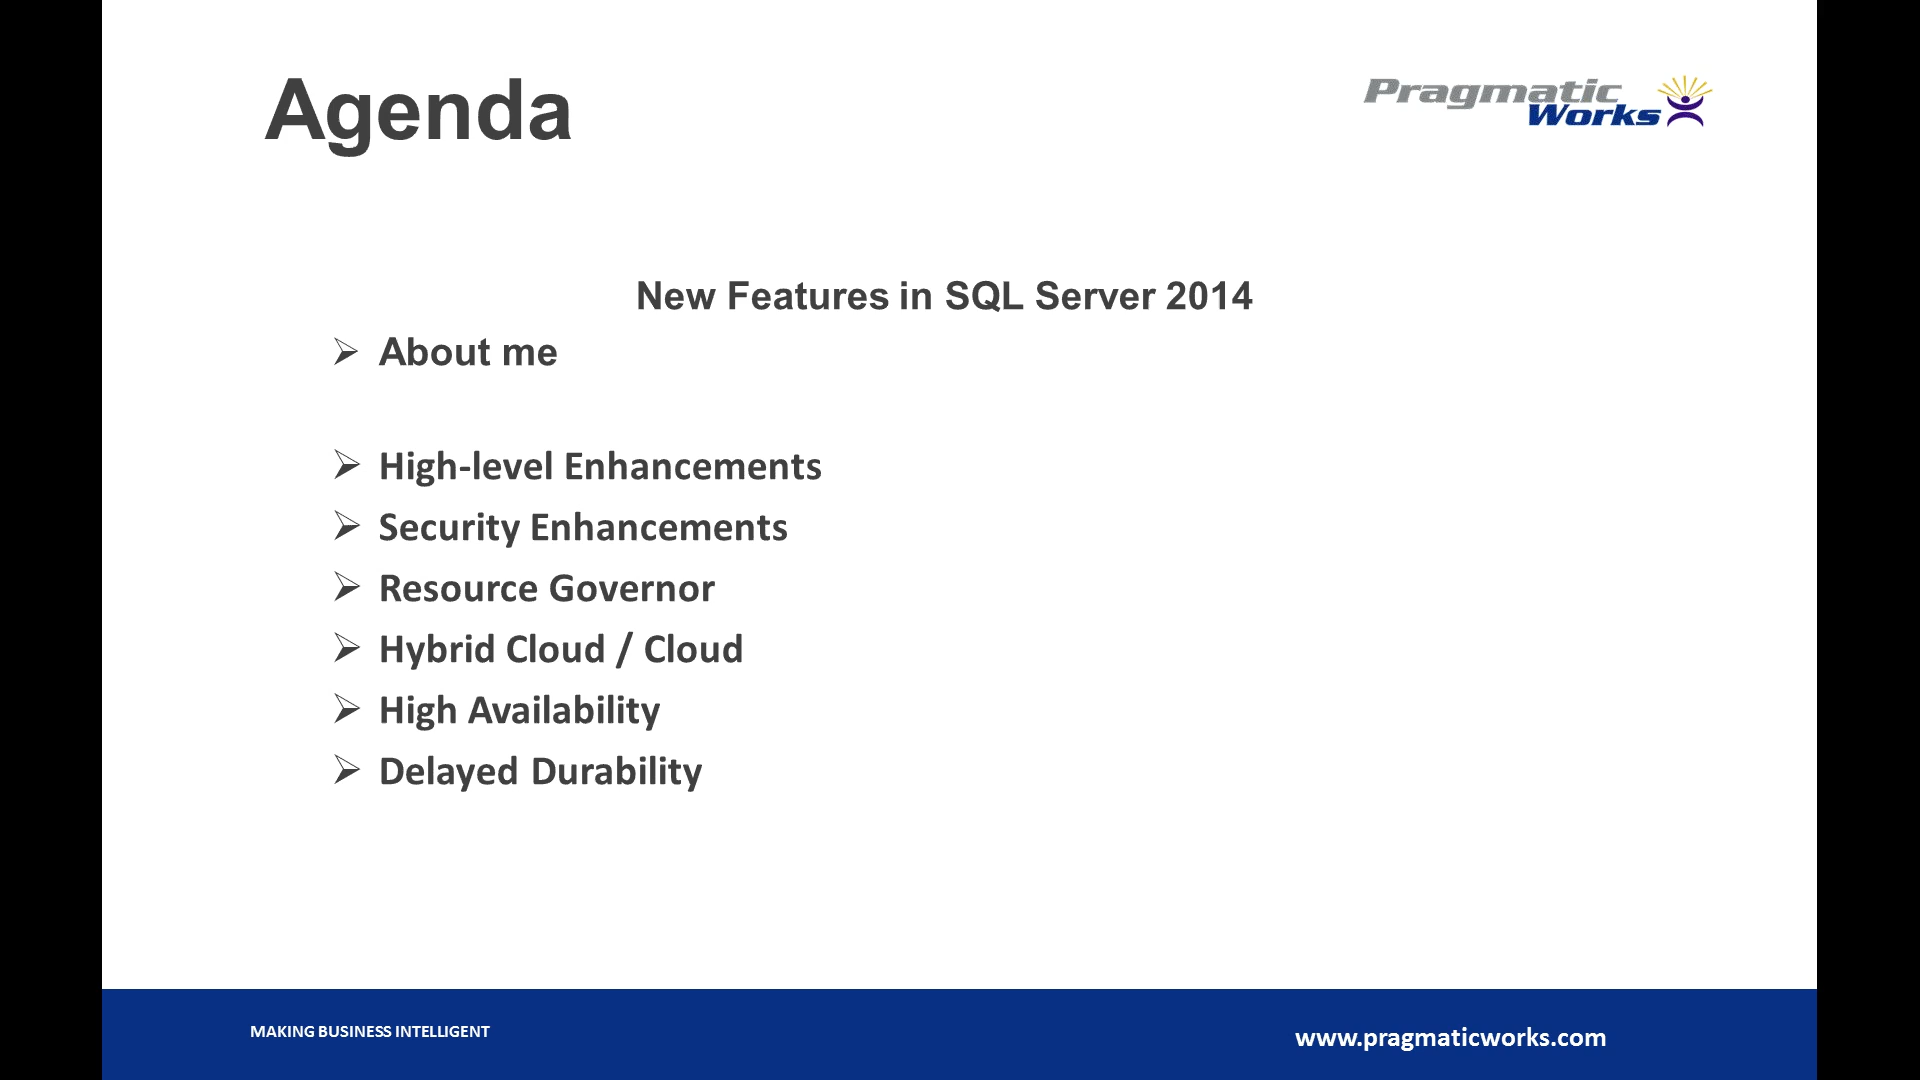 Agenda
Pragmatic
Works
New Features in SQL Server 2014
About me
High-level Enhancements
Security Enhancements
Resource Governor
Hybrid Cloud / Cloud
High Availability
Delayed Durability
MAKING BUSINESS INTELLIGENT
www.pragmaticworks.com